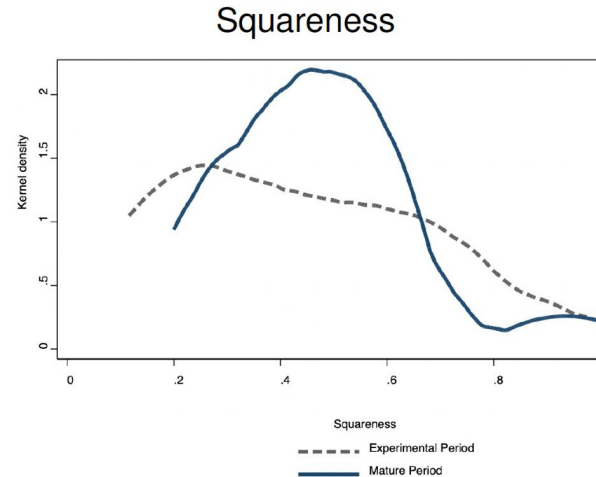 Squareness
Kernel density
2
1.5
1
.5
0
0
.2
.4
.6
.8
Squareness
Experimental Period
Mature Period